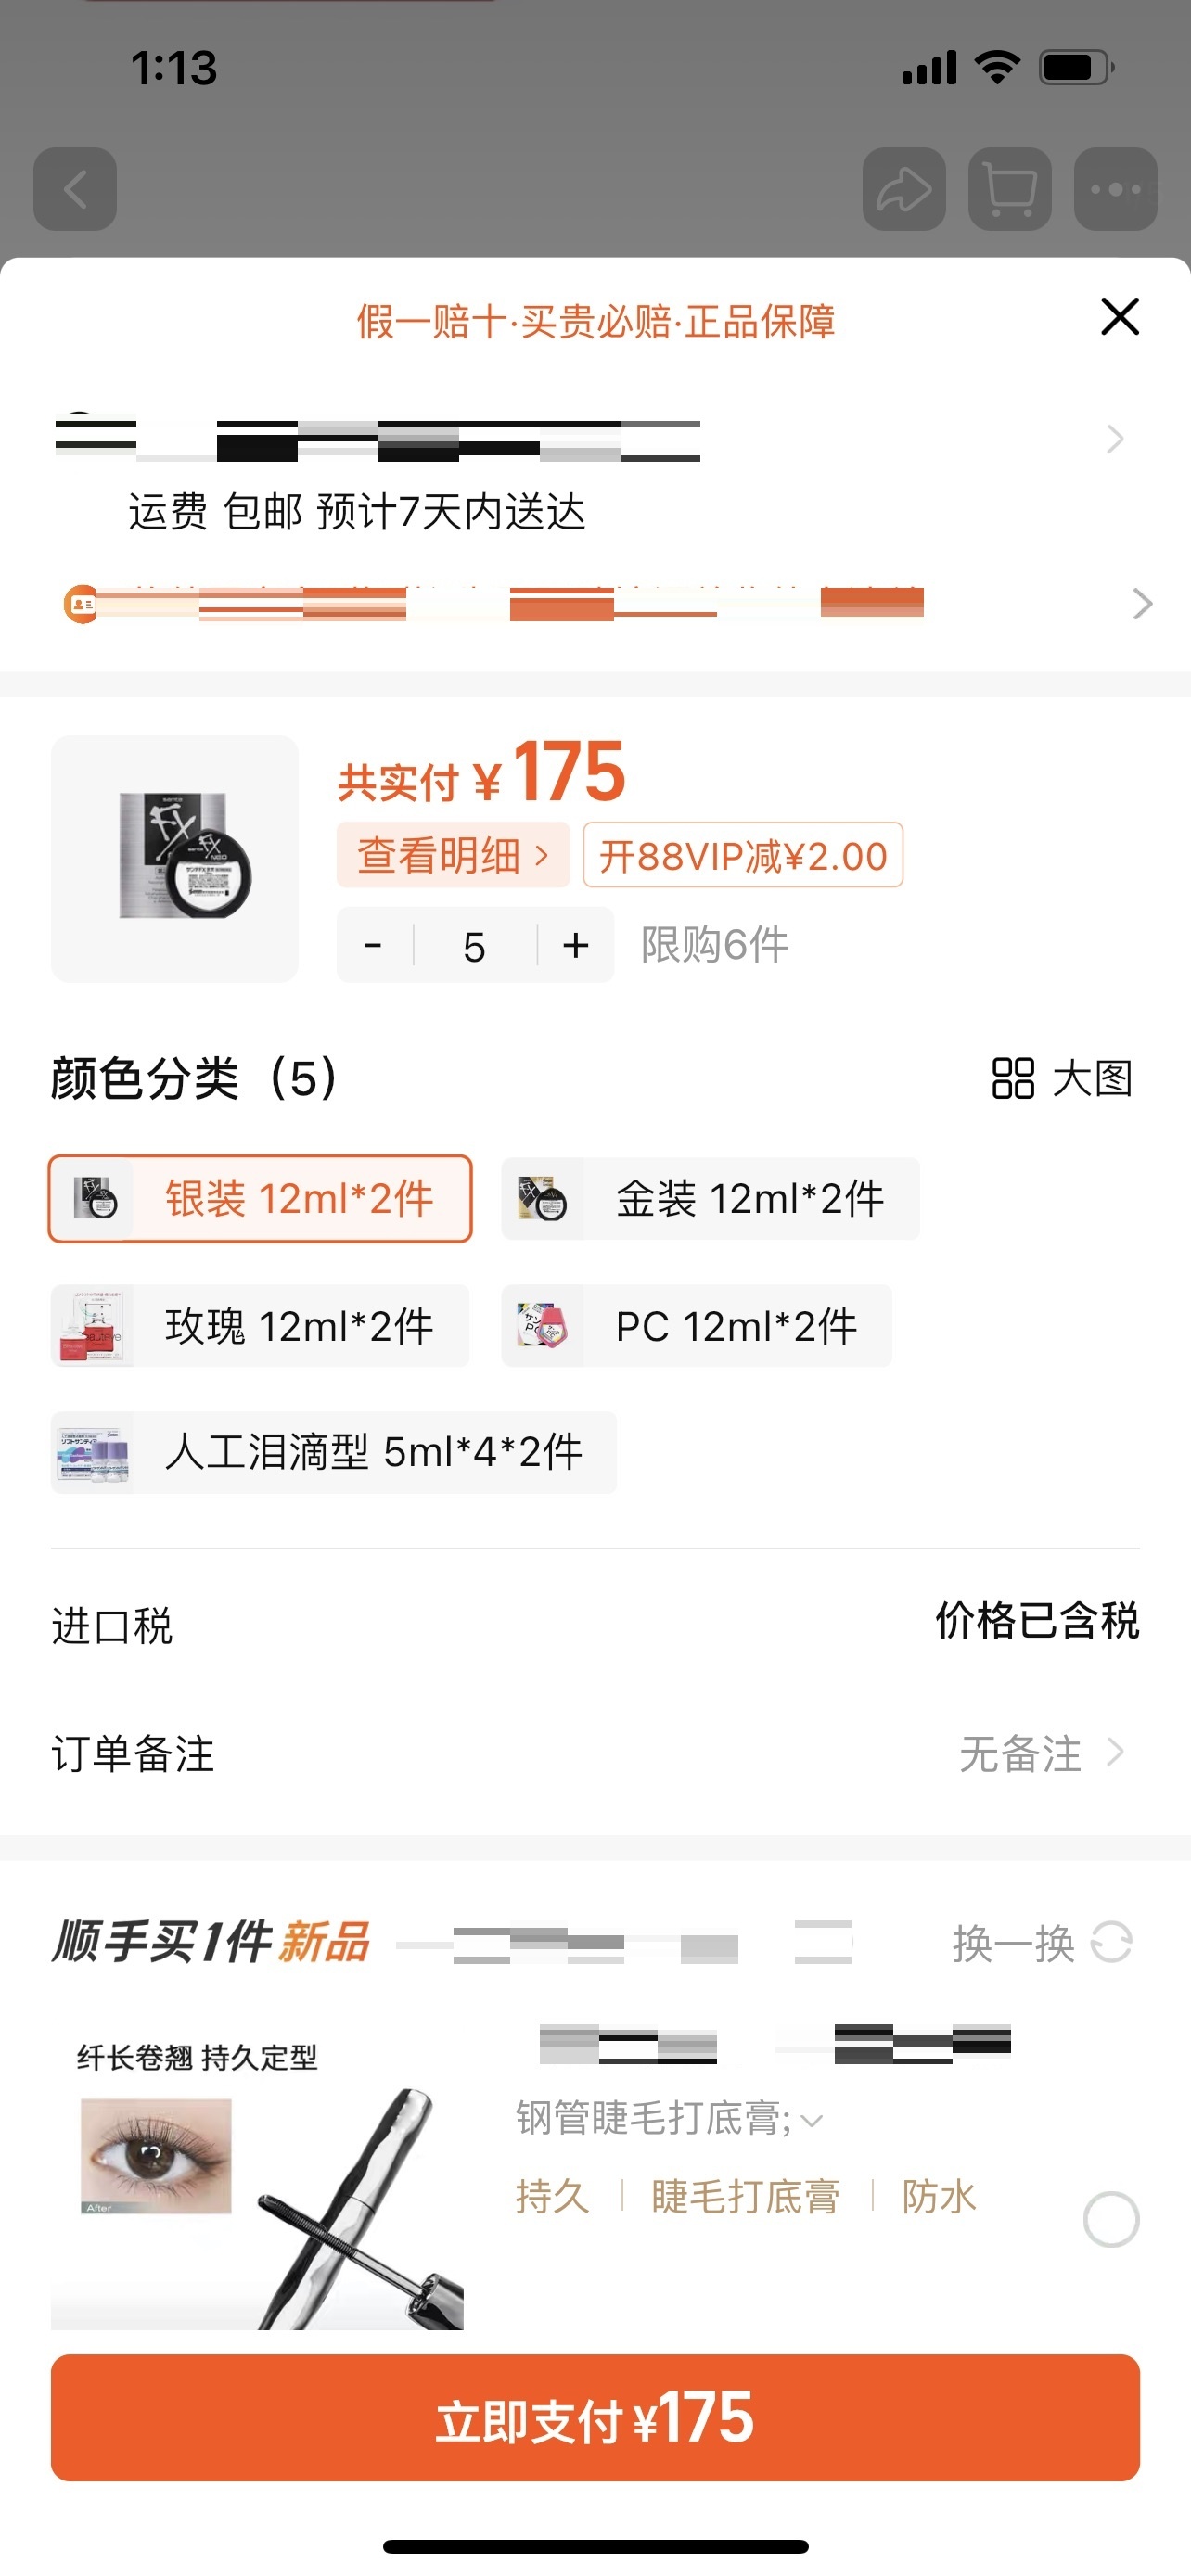 1:13
假一赔十·买贵必赔·正品保障
运费 包邮 预计7天内送达
共实付 ¥175
查看明细 >
开88VIP减¥2.00
- 5 + 限购6件
颜色分类（5）
大图
银装 12ml*2件
金装 12ml*2件
玫瑰 12ml*2件
PC 12ml*2件
人工泪滴型 5ml*4*2件
进口税
价格已含税
订单备注
无备注
顺手买1件 新品
换一换
纤长卷翘 持久定型
After
钢管睫毛打底膏;
持久 | 睫毛打底膏 | 防水
立即支付 ¥175